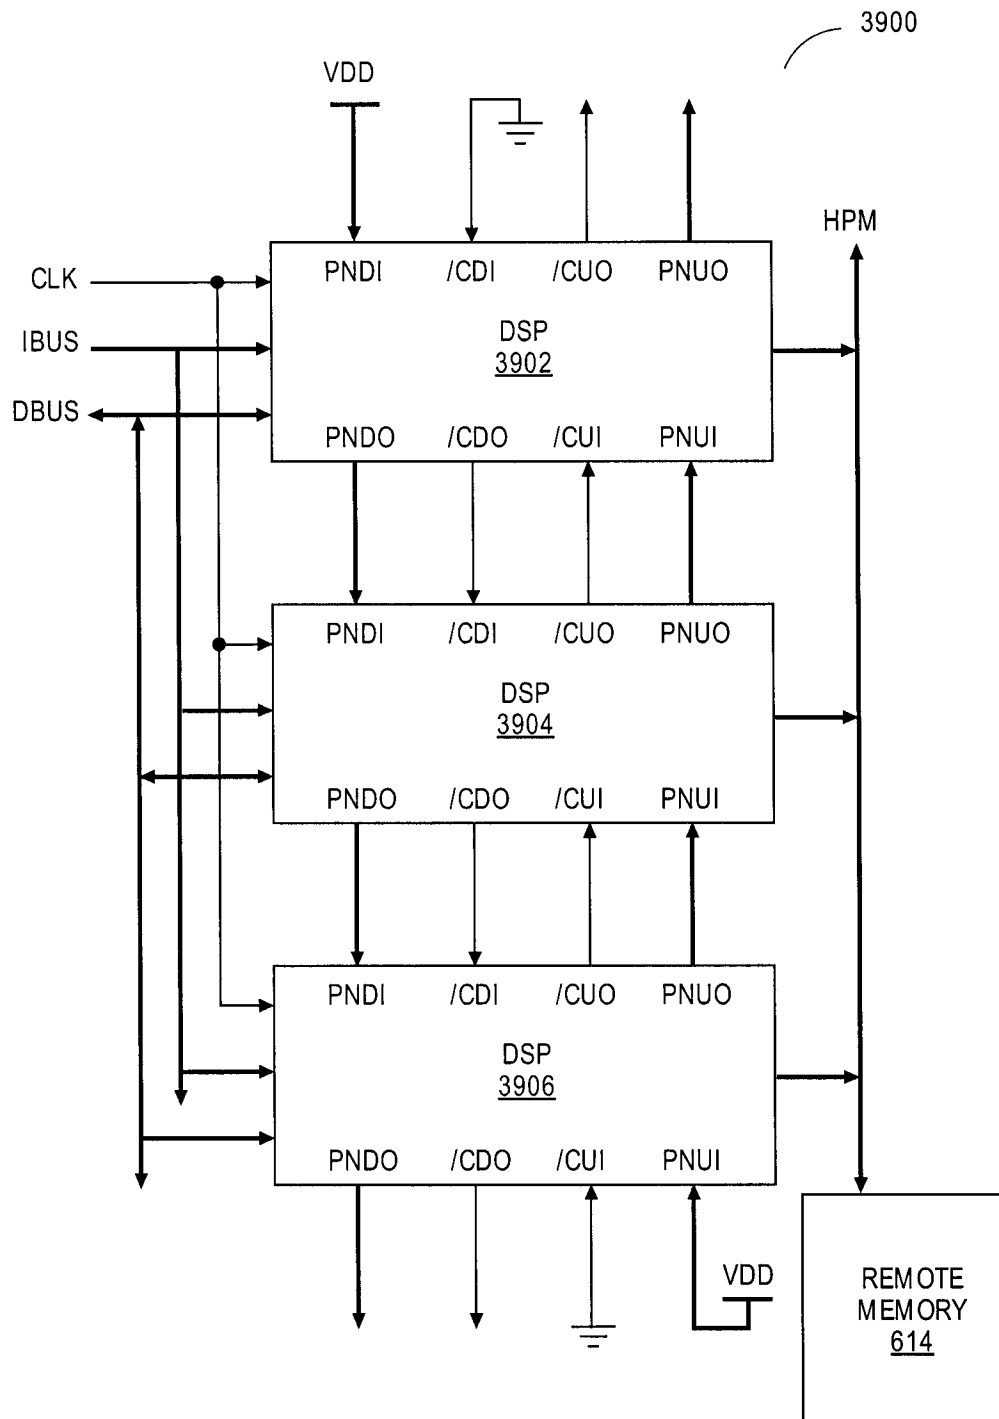 3900
VDD
HPM
PNDI /CDI /CUO PNUO
CLK
IBUS
DBUS
DSP
3902
PNDO /CDO /CUI PNUI
PNDI /CDI /CUO PNUO
DSP
3904
PNDO /CDO /CUI PNUI
PNDI /CDI /CUO PNUO
DSP
3906
PNDO /CDO /CUI PNUI
VDD
REMOTE
MEMORY
614